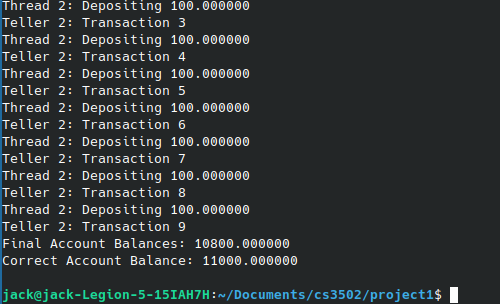 Thread 2: Depositing 100.000000
Teller 2: Transaction 3
Thread 2: Depositing 100.000000
Teller 2: Transaction 4
Thread 2: Depositing 100.000000
Teller 2: Transaction 5
Thread 2: Depositing 100.000000
Teller 2: Transaction 6
Thread 2: Depositing 100.000000
Teller 2: Transaction 7
Thread 2: Depositing 100.000000
Teller 2: Transaction 8
Thread 2: Depositing 100.000000
Teller 2: Transaction 9
Final Account Balances: 10800.000000
Correct Account Balance: 11000.000000
jack@jack-Legion-5-15IAH7H:~/Documents/cs3502/project1$